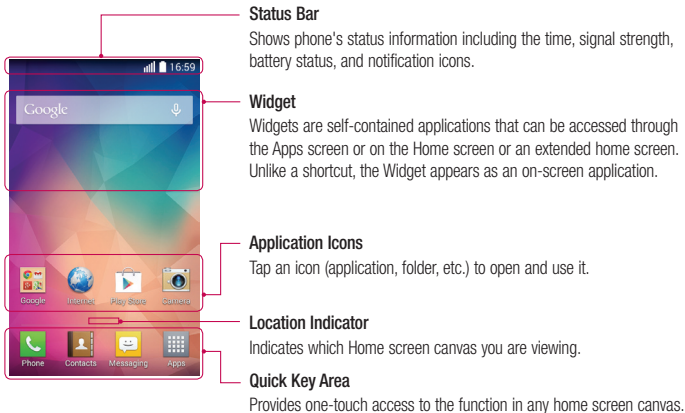 Status Bar
Shows phone's status information including the time, signal strength,
battery status, and notification icons.
16:59
Widget
Google
Widgets are self-contained applications that can be accessed through
the Apps screen or on the Home screen or an extended home screen.
Unlike a shortcut, the Widget appears as an on-screen application.
Application Icons
Tap an icon (application, folder, etc.) to open and use it.
Google Internet Play Store Camera
Location Indicator
Indicates which Home screen canvas you are viewing.
Phone Contacts Messaging Apps
Quick Key Area
Provides one-touch access to the function in any home screen canvas.